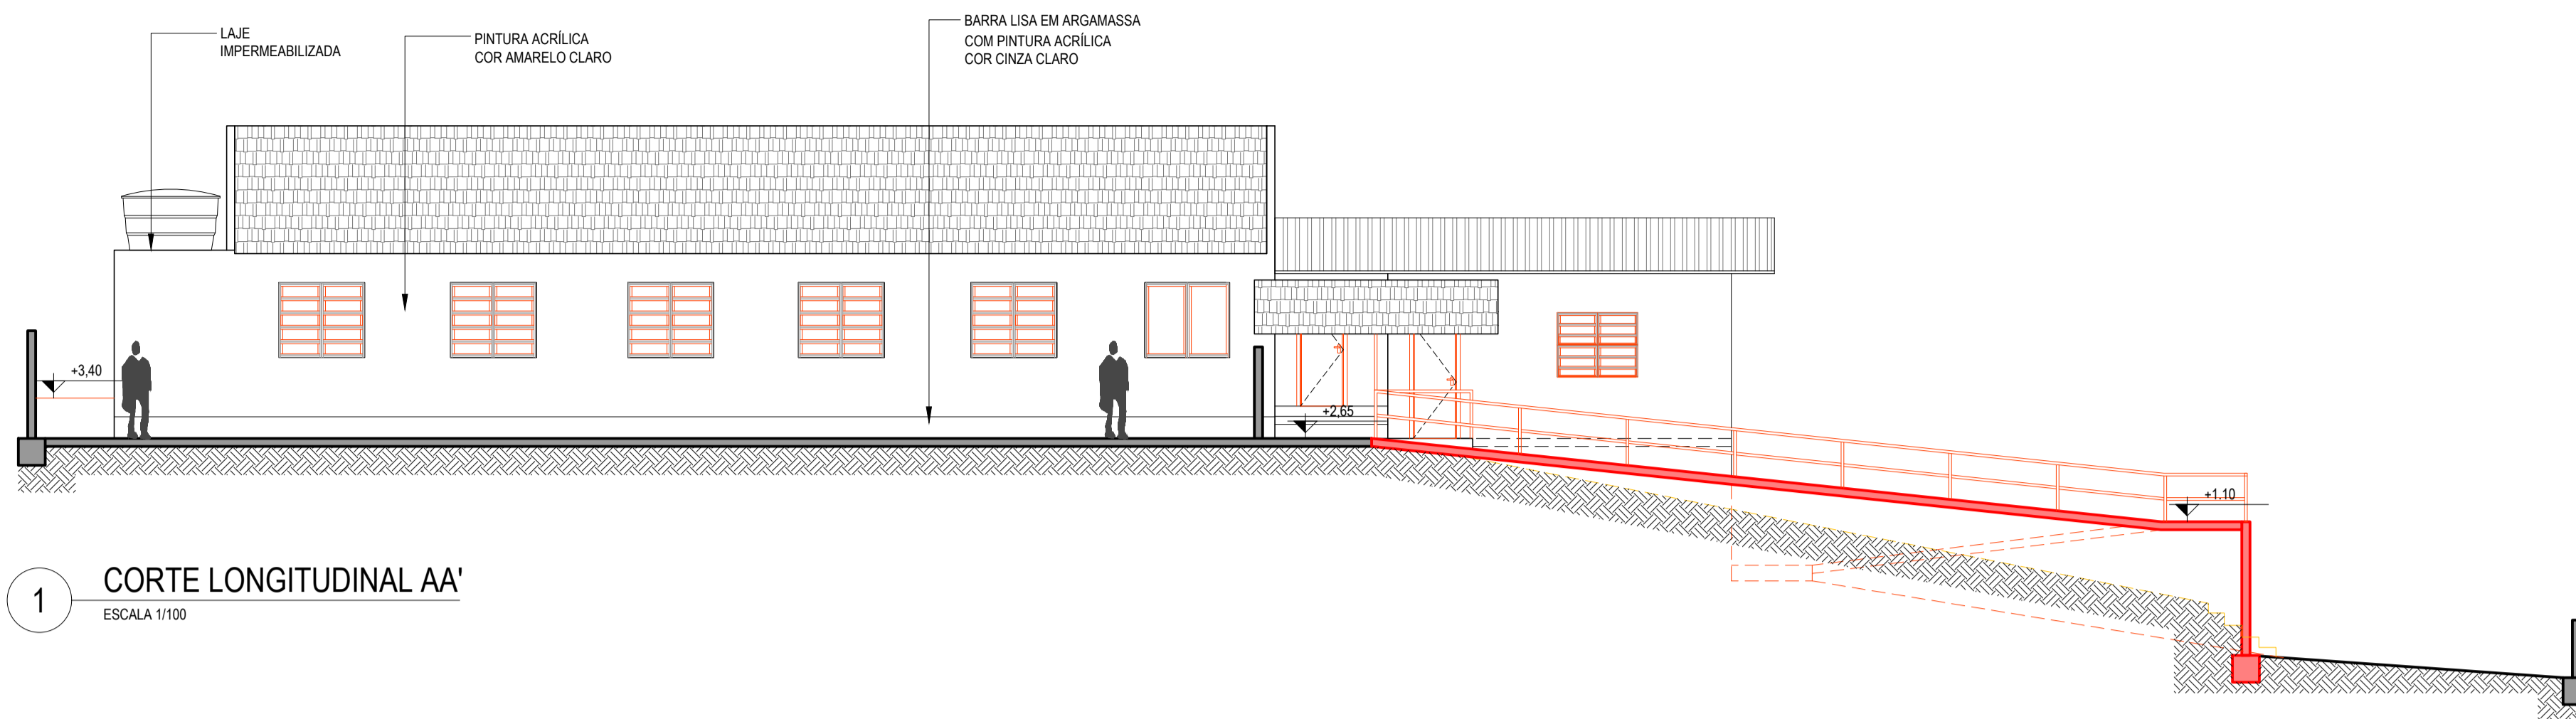 LAJE
IMPERMEABILIZADA
PINTURA ACRÍLICA
COR AMARELO CLARO
BARRA LISA EM ARGAMASSA
COM PINTURA ACRÍLICA
COR CINZA CLARO
+3,40
+2,65
+1.10
1
CORTE LONGITUDINAL AA'
ESCALA 1/100